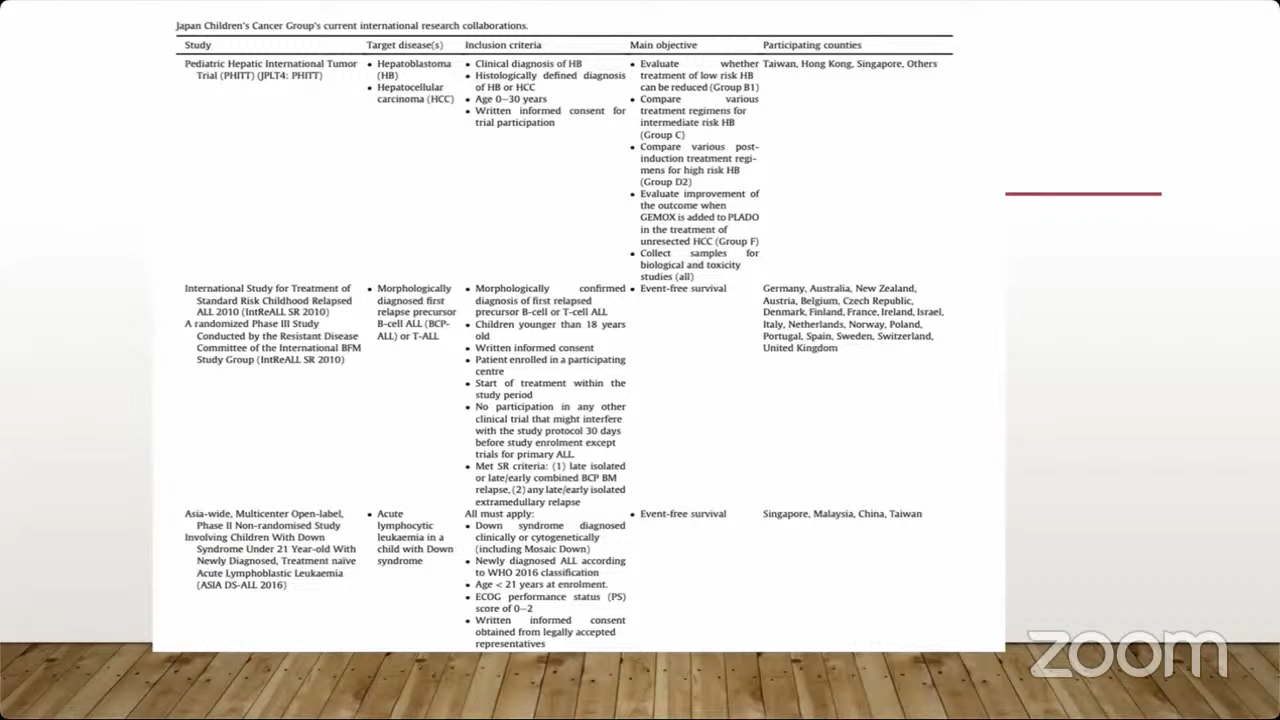 Japan Children's Cancer Group's current international research collaborations.
Study
Target disease(s)
Inclusion criteria
Main objective
Participating counties
Pediatric Hepatic International Tumor
Trial (PHITT) (JPLT4: PHITT)
• Hepatoblastoma
(HB)
• Hepatocellular
carcinoma (HCC)
• Clinical diagnosis of HB
• Histologically defined diagnosis
of HB or HCC
• Age 0–30 years
• Written informed consent for
trial participation
• Evaluate whether
treatment of low risk HB
can be reduced (Group B1)
• Compare various
treatment regimens for
intermediate risk HB
(Group C)
• Compare various post-
induction treatment regi-
mens for high risk HB
(Group D2)
• Evaluate improvement of
the outcome when
GEMOX is added to PLADO
in the treatment of
unresected HCC (Group F)
• Collect samples for
biological and toxicity
studies (all)
Taiwan, Hong Kong, Singapore, Others
International Study for Treatment of
Standard Risk Childhood Relapsed
ALL 2010 (IntReALL SR 2010)
A randomized Phase III Study
Conducted by the Resistant Disease
Committee of the International BFM
Study Group (IntReALL SR 2010)
• Morphologically
diagnosed first
relapse precursor
B-cell ALL (BCP-
ALL) or T-ALL
• Morphologically confirmed
diagnosis of first relapsed
precursor B-cell or T-cell ALL
• Children younger than 18 years
old
• Written informed consent
• Patient enrolled in a participating
centre
• Start of treatment within the
study period
• No participation in any other
clinical trial that might interfere
with the study protocol 30 days
before study enrolment except
trials for primary ALL.
• Met SR criteria: (1) late isolated
or late/early combined BCP BM
relapse, (2) any late/early isolated
extramedullary relapse
• Event-free survival
Germany, Australia, New Zealand,
Austria, Belgium, Czech Republic,
Denmark, Finland, France, Ireland, Israel,
Italy, Netherlands, Norway, Poland,
Portugal, Spain, Sweden, Switzerland,
United Kingdom
Asia-wide, Multicenter Open-label,
Phase II Non-randomised Study
Involving Children With Down
Syndrome Under 21 Year-old With
Newly Diagnosed, Treatment naïve
Acute Lymphoblastic Leukaemia
(ASIA DS-ALL 2016)
• Acute
lymphocytic
leukaemia in a
child with Down
syndrome
All must apply:
• Down syndrome diagnosed
clinically or cytogenetically
(including Mosaic Down)
• Newly diagnosed ALL according
to WHO 2016 classification
• Age < 21 years at enrolment.
• ECOG performance status (PS)
score of 0–2
• Written informed consent
obtained from legally accepted
representatives
• Event-free survival
Singapore, Malaysia, China, Taiwan
zoom